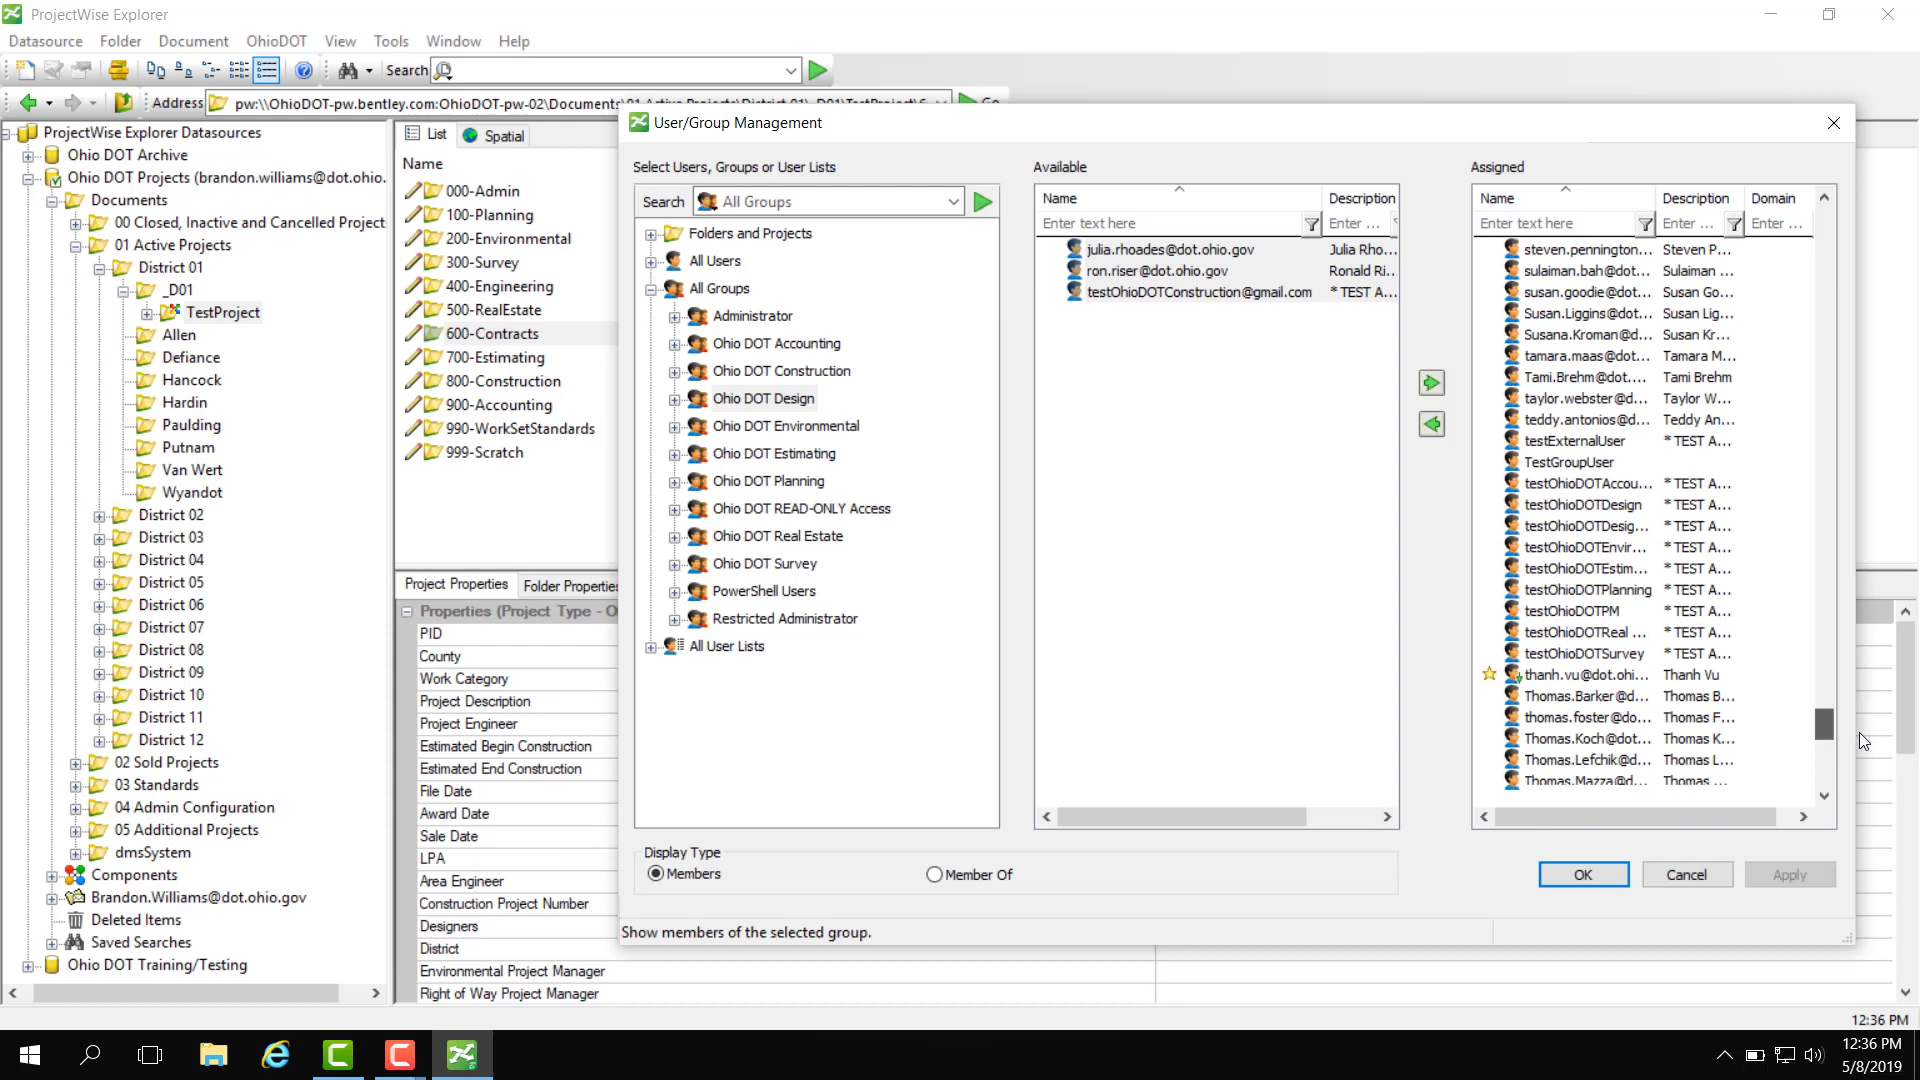 ProjectWise Explorer
Datasource Folder Document OhioDOT View Tools Window Help
Search
Address pw:\\OhioDOT-pw.bentley.com:OhioDOT-pw-02\Documents\01 Active Projects\District 01\_D01\TestProject\6 Go
ProjectWise Explorer Datasources
Ohio DOT Archive
Ohio DOT Projects (brandon.williams@dot.ohio.
Documents
00 Closed, Inactive and Cancelled Project
01 Active Projects
District 01
_D01
TestProject
Allen
Defiance
Hancock
Hardin
Paulding
Putnam
Van Wert
Wyandot
District 02
District 03
District 04
District 05
District 06
District 07
District 08
District 09
District 10
District 11
District 12
02 Sold Projects
03 Standards
04 Admin Configuration
05 Additional Projects
dmsSystem
Components
Brandon.Williams@dot.ohio.gov
Deleted Items
Saved Searches
Ohio DOT Training/Testing
List Spatial
Name
000-Admin
100-Planning
200-Environmental
300-Survey
400-Engineering
500-RealEstate
600-Contracts
700-Estimating
800-Construction
900-Accounting
990-WorkSetStandards
999-Scratch
Project Properties Folder Properties
Properties (Project Type - O
PID
County
Work Category
Project Description
Project Engineer
Estimated Begin Construction
Estimated End Construction
File Date
Award Date
Sale Date
LPA
Area Engineer
Construction Project Number
Designers
District
Environmental Project Manager
Right of Way Project Manager
User/Group Management
Select Users, Groups or User Lists
Search All Groups
Folders and Projects
All Users
All Groups
Administrator
Ohio DOT Accounting
Ohio DOT Construction
Ohio DOT Design
Ohio DOT Environmental
Ohio DOT Estimating
Ohio DOT Planning
Ohio DOT READ-ONLY Access
Ohio DOT Real Estate
Ohio DOT Survey
PowerShell Users
Restricted Administrator
All User Lists
Available
Name Description
Enter text here Enter ...
julia.rhoades@dot.ohio.gov Julia Rho...
ron.riser@dot.ohio.gov Ronald Ri...
testOhioDOTConstruction@gmail.com * TEST A...
Assigned
Name Description Domain
Enter text here Enter ... Enter ...
steven.pennington... Steven P...
sulaiman.bah@dot... Sulaiman ...
susan.goodie@dot... Susan Go...
Susan.Liggins@dot... Susan Lig...
Susana.Kroman@d... Susan Kr...
tamara.maas@dot... Tamara M...
Tami.Brehm@dot.... Tami Brehm
taylor.webster@d... Taylor W...
teddy.antonios@d... Teddy An...
testExternalUser * TEST A...
TestGroupUser
testOhioDOTAccou... * TEST A...
testOhioDOTDesign * TEST A...
testOhioDOTDesig... * TEST A...
testOhioDOTEnvir... * TEST A...
testOhioDOTEstim... * TEST A...
testOhioDOTPlanning * TEST A...
testOhioDOTPM * TEST A...
testOhioDOTReal ... * TEST A...
testOhioDOTSurvey * TEST A...
thanh.vu@dot.ohi... Thanh Vu
Thomas.Barker@d... Thomas B...
thomas.foster@do... Thomas F...
Thomas.Koch@dot... Thomas K...
Thomas.Lefchik@d... Thomas L...
Thomas.Mazza@d... Thomas ...
Display Type
Members Member Of
OK Cancel Apply
Show members of the selected group.
12:36 PM
12:36 PM
5/8/2019